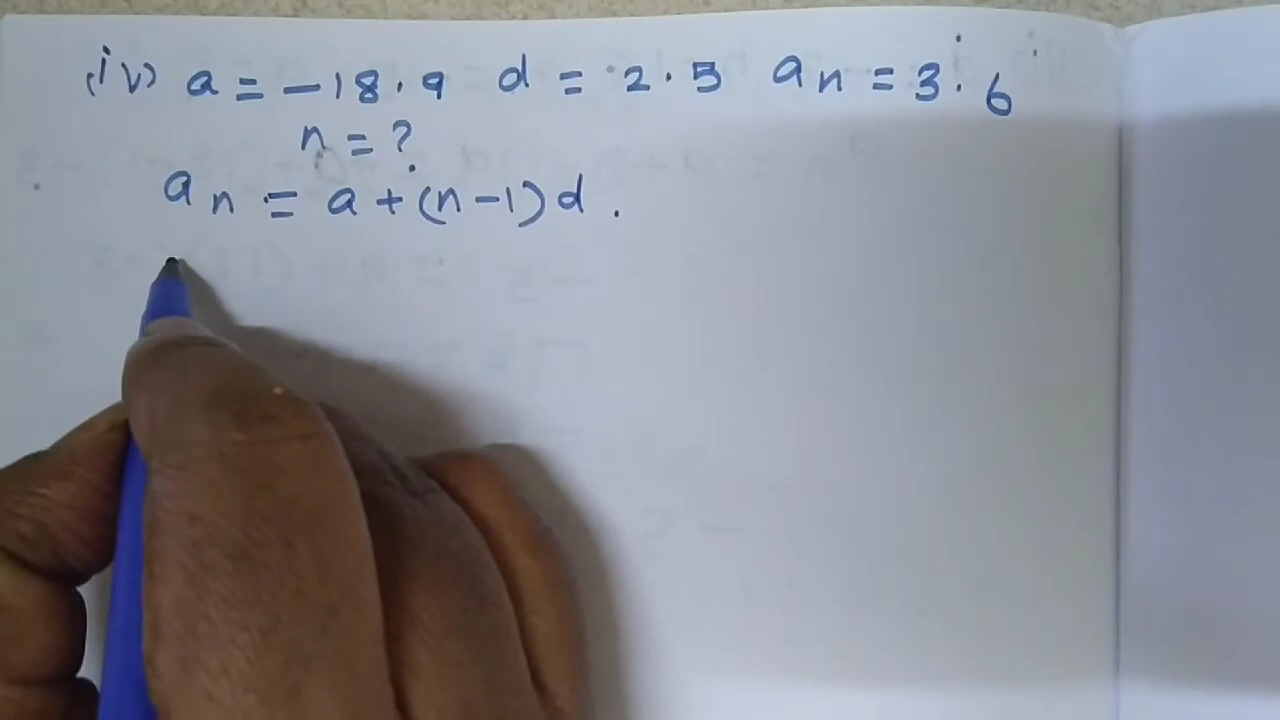 (iv) a = -18.9 d = 2.5 an = 3.6
n = ?
an = a + (n-1)d.